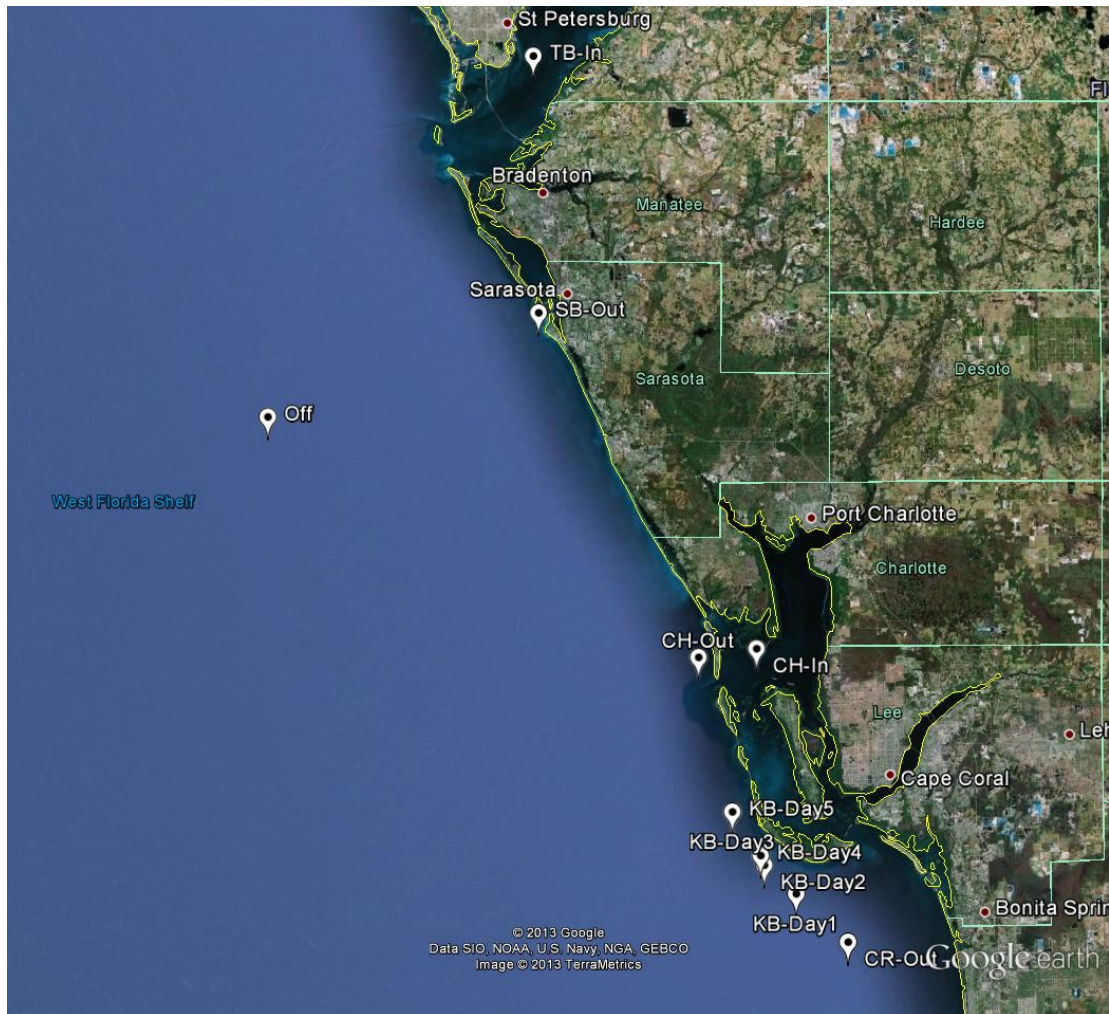 St Petersburg
TB-In
Fl
Bradenton
Manatee
Hardee
Sarasota
SB-Out
Sarasota
Desoto
Off
West Florida Shelf
Port Charlotte
Charlotte
CH-Out
CH-In
Lee
Leh
Cape Coral
KB-Day5
KB-Day3
KB-Day4
KB-Day2
KB-Day1
Bonita Sprin
CR-Out
Google earth
© 2013 Google
Data SIO, NOAA, U.S. Navy, NGA, GEBCO
Image © 2013 TerraMetrics